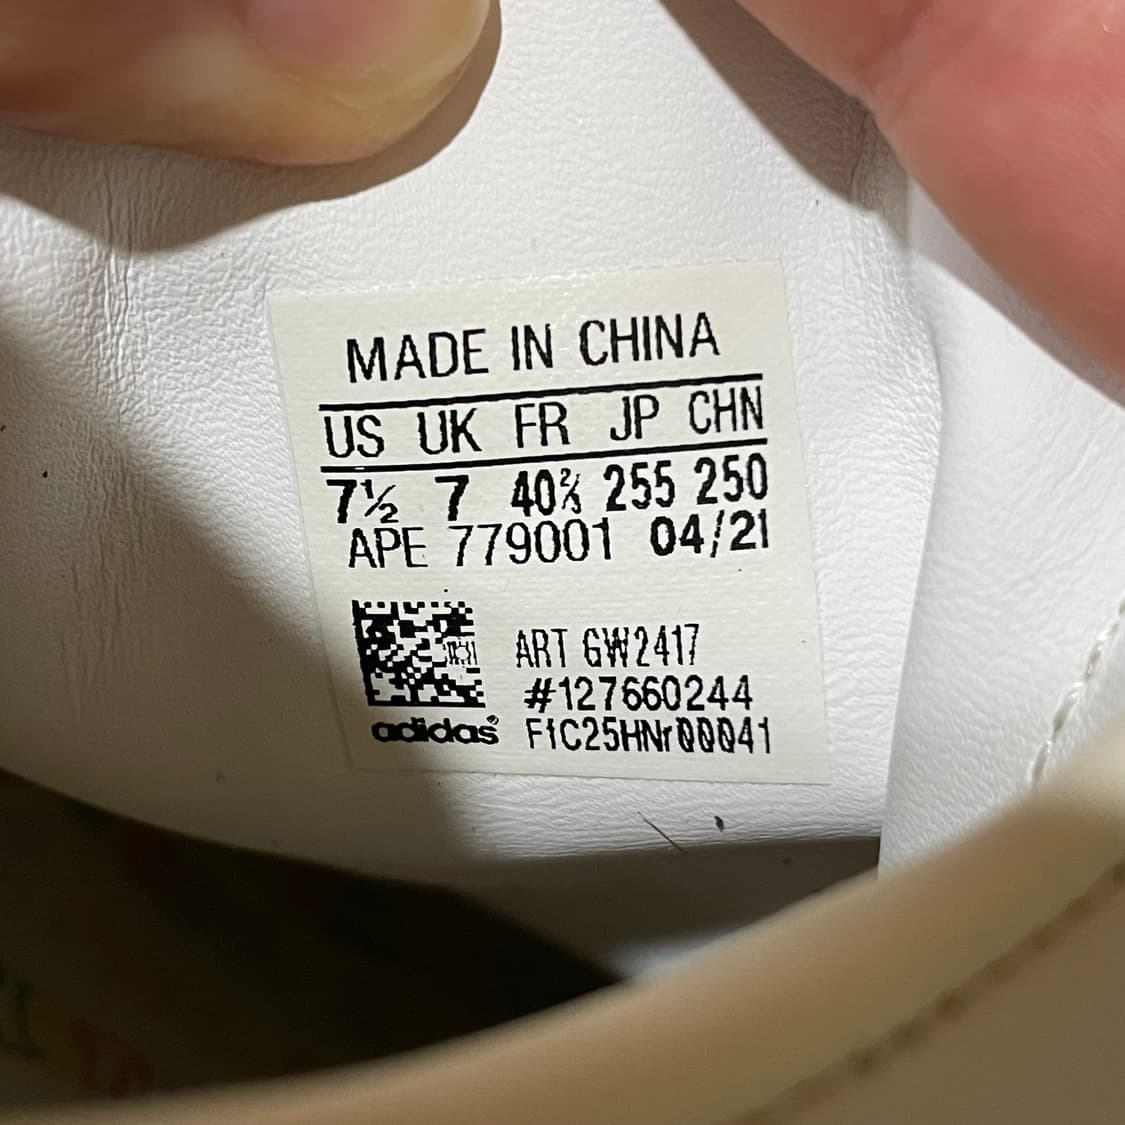 MADE IN CHINA
US UK FR JP CHN
7½ 7 40⅔ 255 250
APE 779001 04/21
ART GW2417
#127660244
adidas® F1C25HNr00041